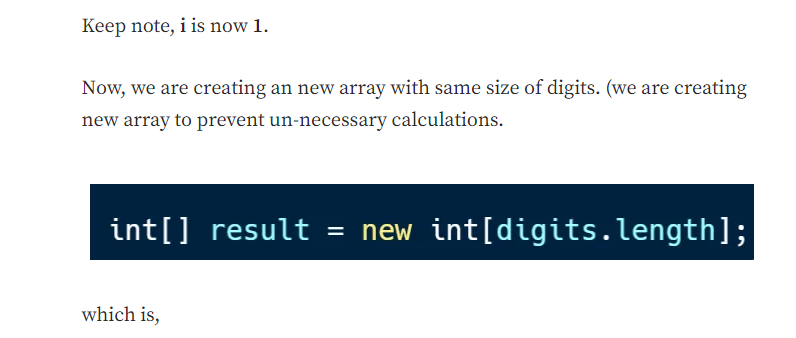 Keep note, i is now 1.
Now, we are creating an new array with same size of digits. (we are creating
new array to prevent un-necessary calculations.
int[] result = new int[digits.length];
which is,